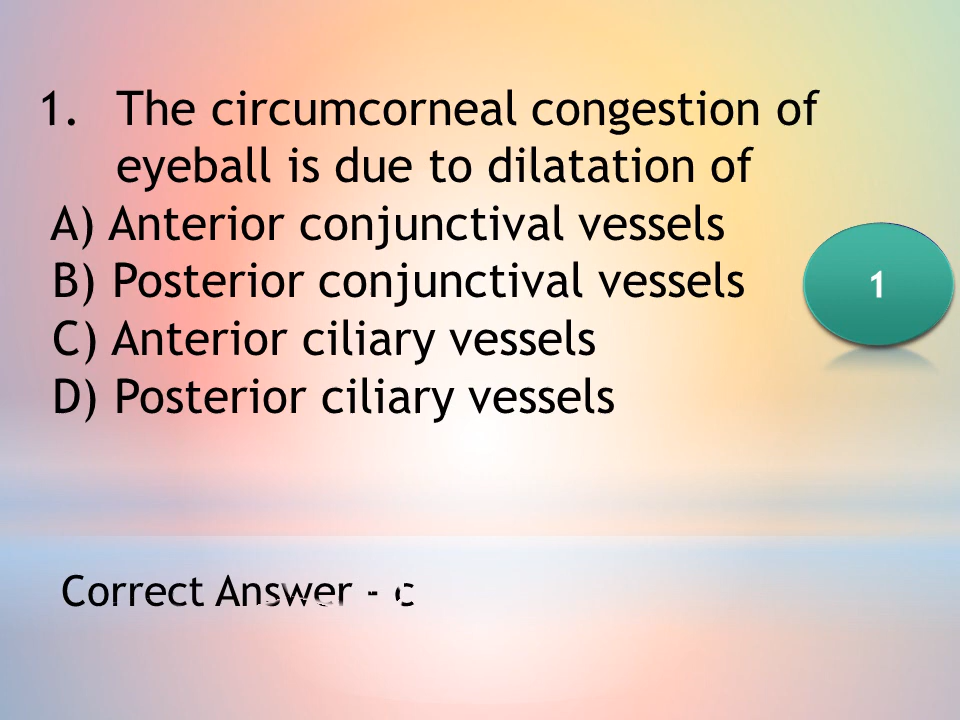 1. The circumcorneal congestion of
eyeball is due to dilatation of
A) Anterior conjunctival vessels
B) Posterior conjunctival vessels
C) Anterior ciliary vessels
D) Posterior ciliary vessels
1
Correct Answer - c